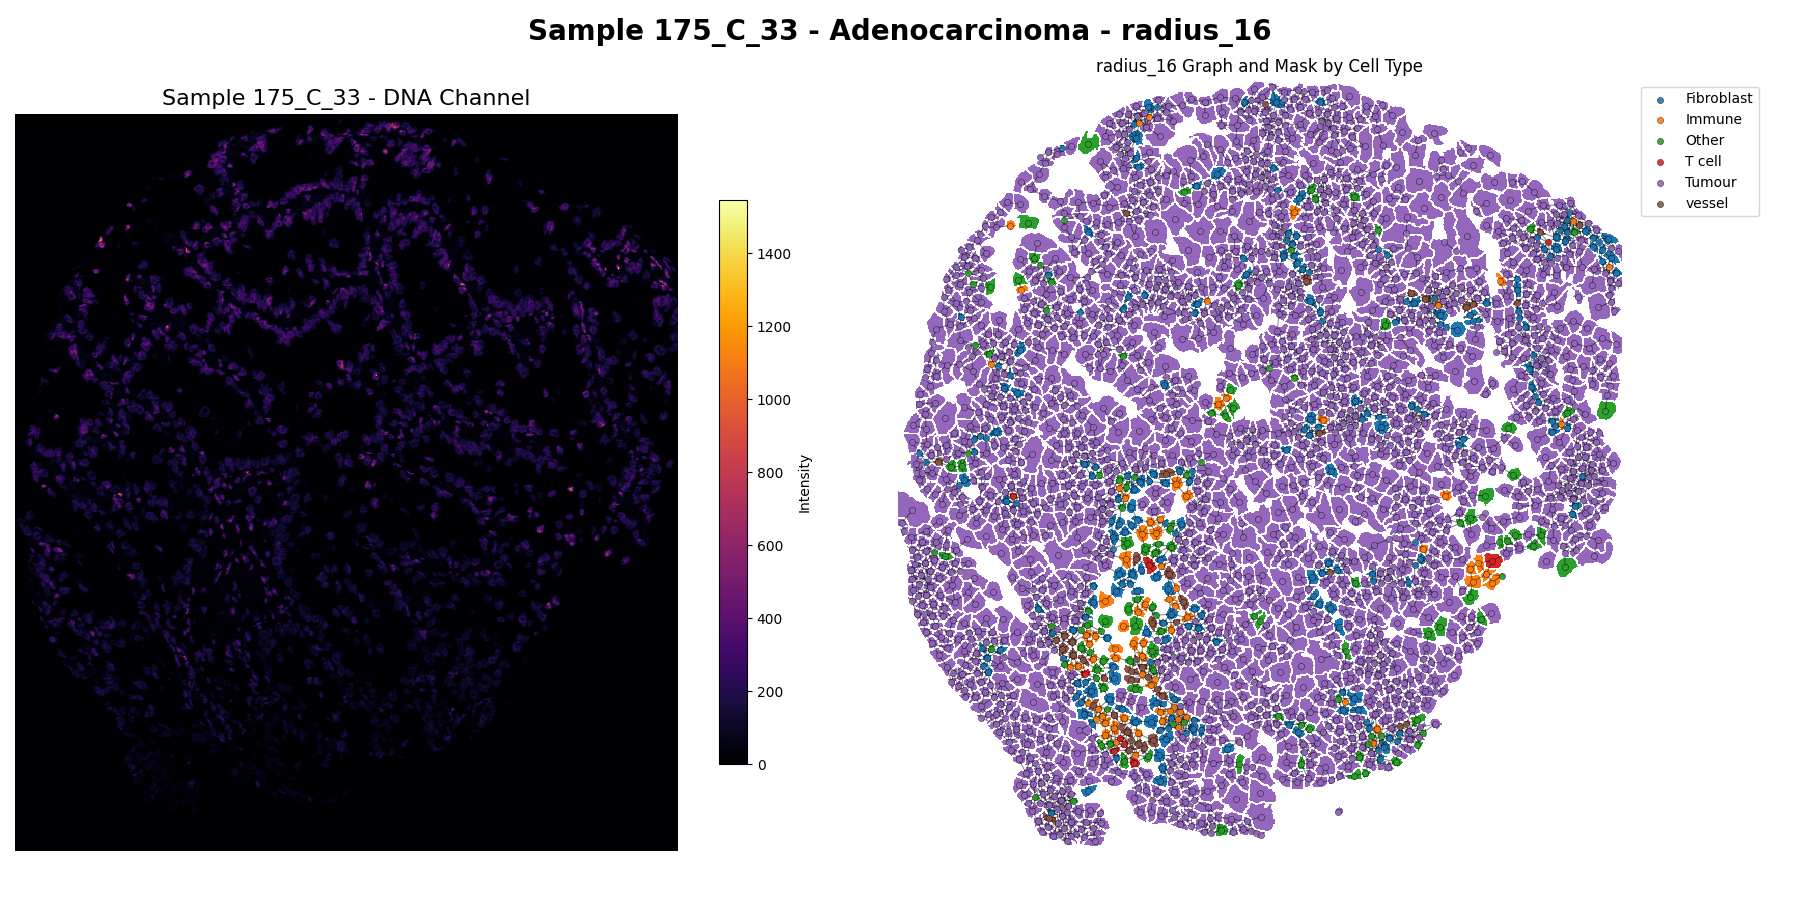 Sample 175_C_33 - Adenocarcinoma - radius_16
Sample 175_C_33 - DNA Channel
1400
1200
1000
800
600
400
200
0
Intensity
radius_16 Graph and Mask by Cell Type
Fibroblast
Immune
Other
T cell
Tumour
vessel